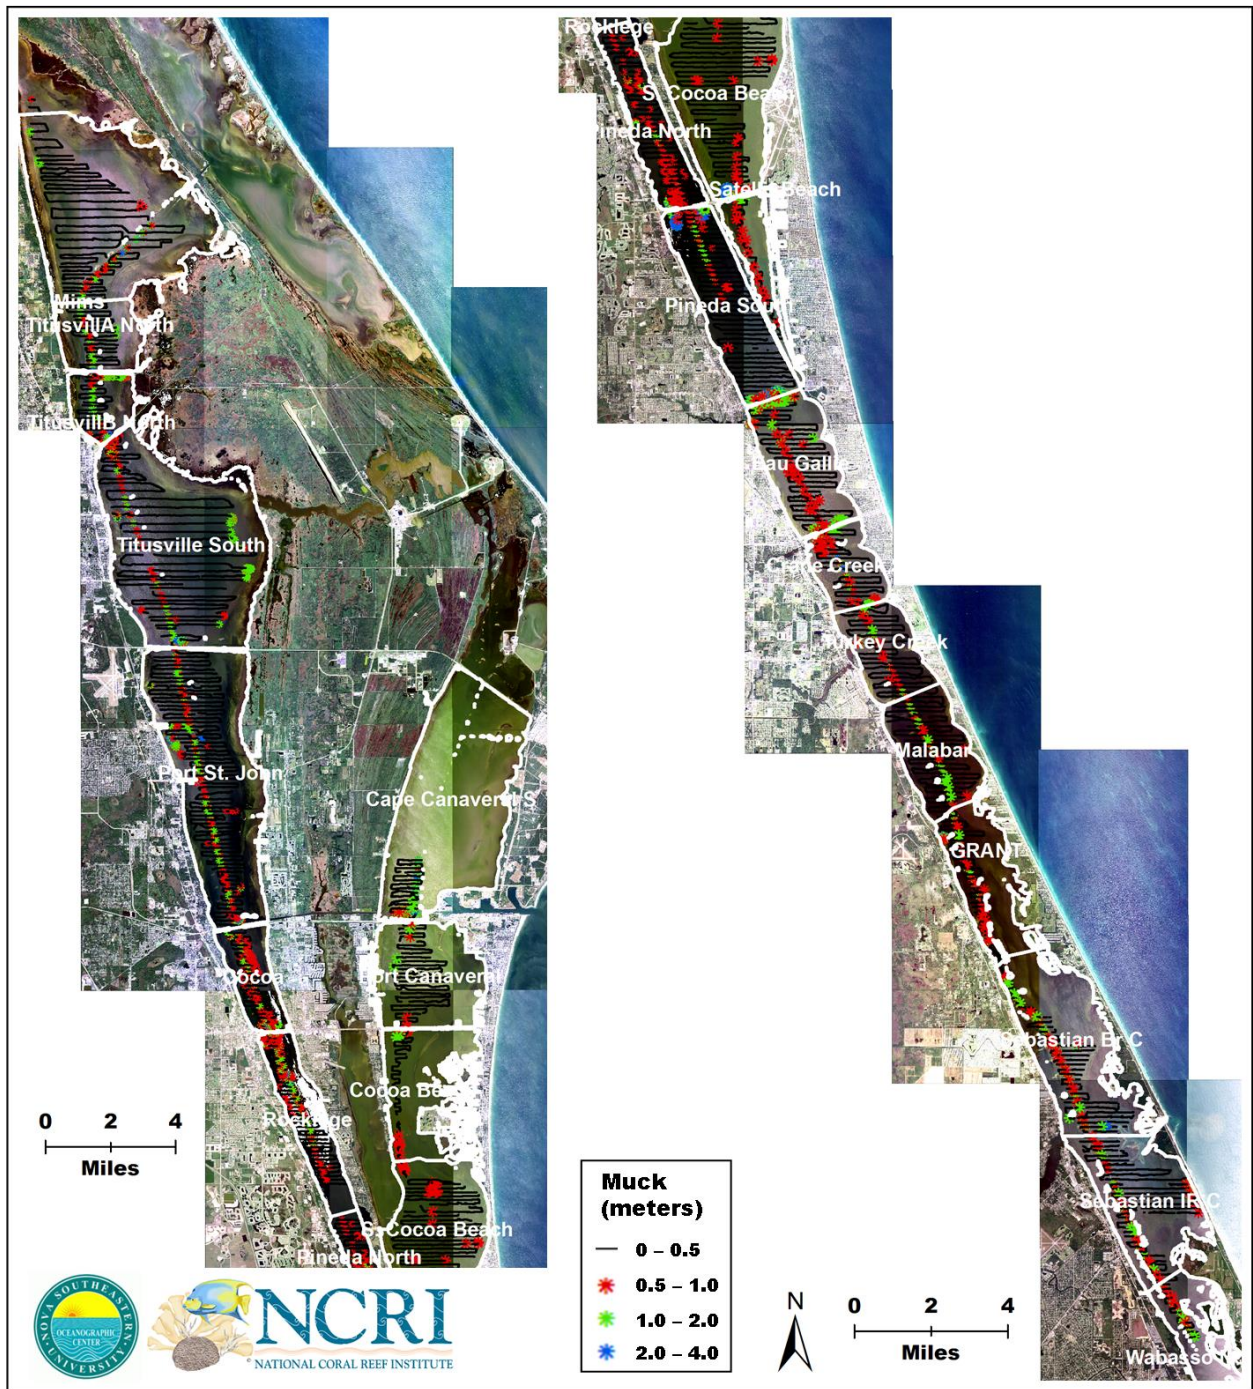 Mims
TitusvillA North
TitusvillB North
Titusville South
Port St. John
Cape Canaveral S
Cocoa
Port Canaveral
Cocoa Bea
Rockledge
S. Cocoa Beach
Pineda North
0 2 4
Miles
NOVA SOUTHEASTERN UNIVERSITY
OCEANOGRAPHIC
CENTER
NCRI
NATIONAL CORAL REEF INSTITUTE
Rocklege
S. Cocoa Beach
Pineda North
Satellite Beach
Pineda South
Eau Gallie
Crane Creek
Turkey Creek
Malabar
GRANT
Sebastian Br C
Sebastian IR C
Wabasso
Muck
(meters)
0 – 0.5
0.5 – 1.0
1.0 – 2.0
2.0 – 4.0
N
0 2 4
Miles